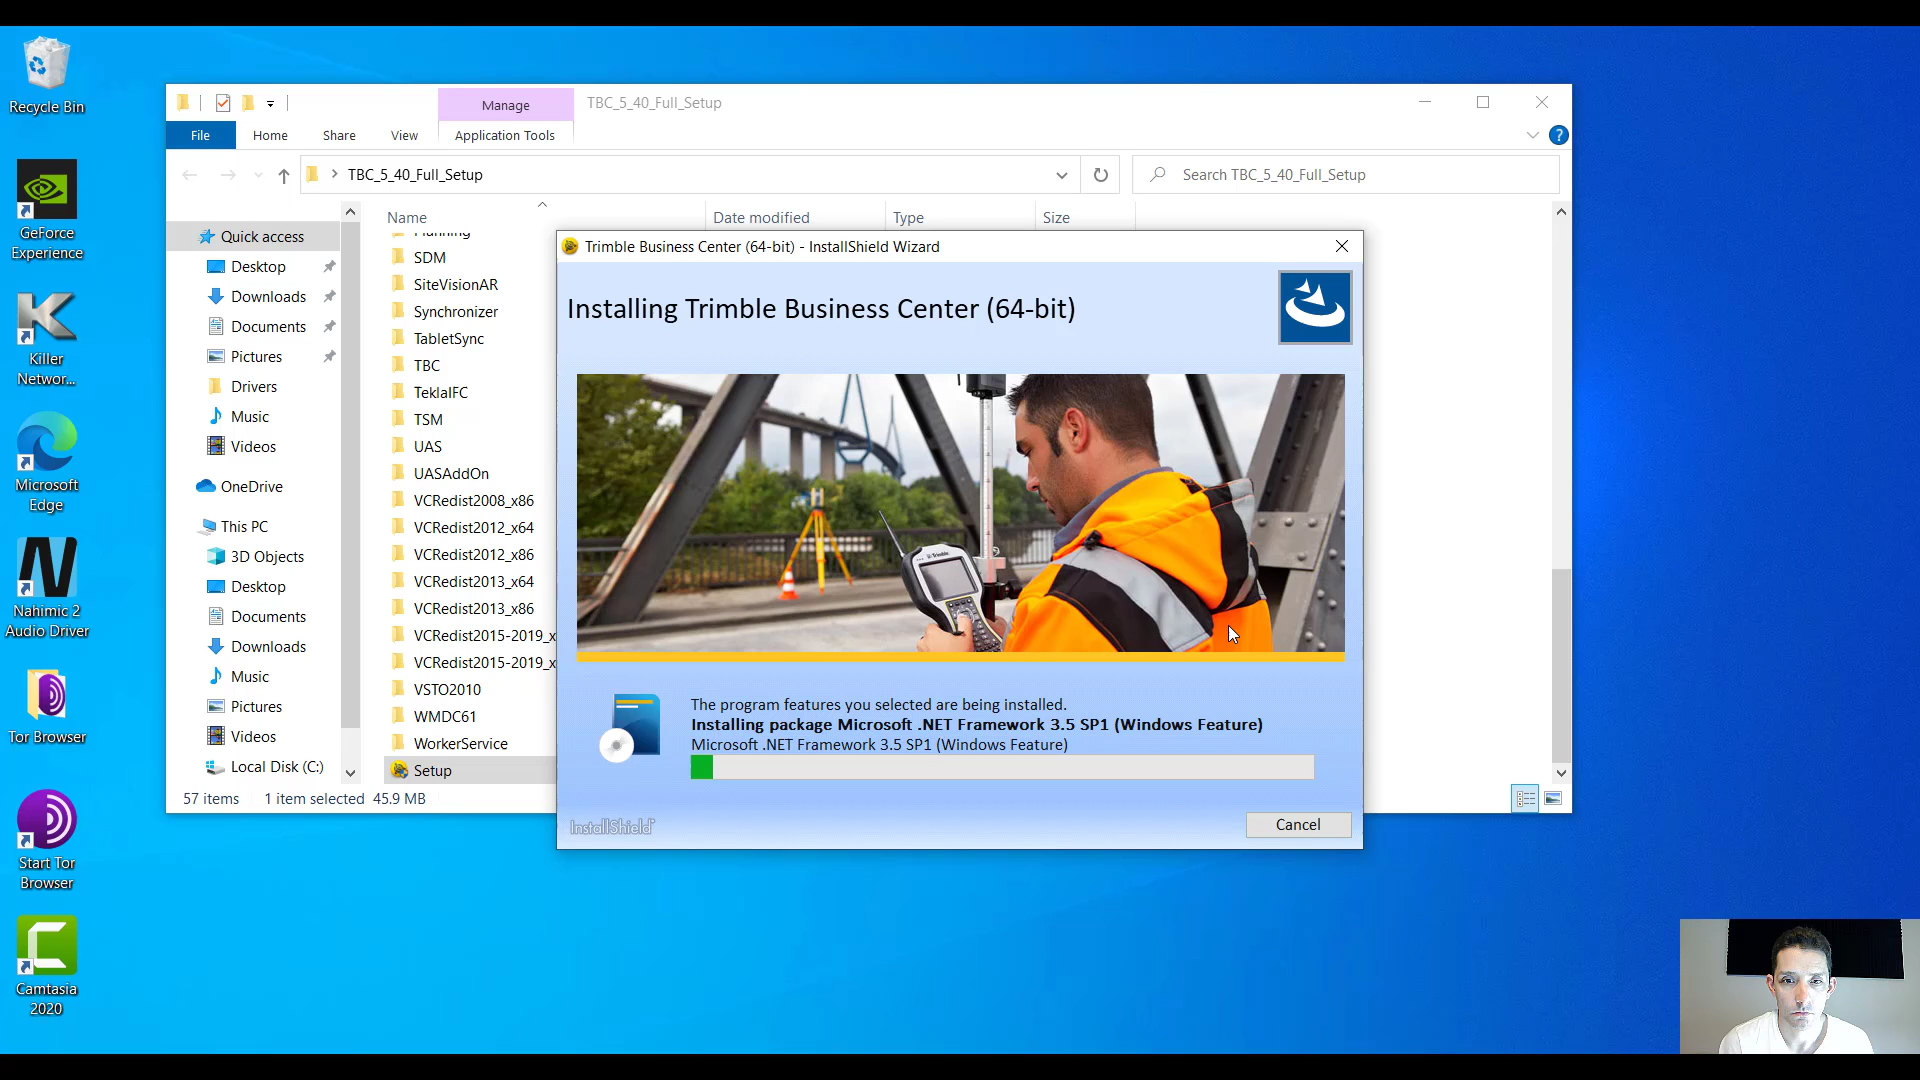 Recycle Bin
GeForce
Experience
Killer
Networ...
Microsoft
Edge
Nahimic 2
Audio Driver
Tor Browser
Start Tor
Browser
Camtasia
2020
Manage
TBC_5_40_Full_Setup
File
Home
Share
View
Application Tools
TBC_5_40_Full_Setup
Search TBC_5_40_Full_Setup
Quick access
Desktop
Downloads
Documents
Pictures
Drivers
Music
Videos
OneDrive
This PC
3D Objects
Desktop
Documents
Downloads
Music
Pictures
Videos
Local Disk (C:)
Name
Date modified
Type
Size
Planning
SDM
SiteVisionAR
Synchronizer
TabletSync
TBC
TeklaIFC
TSM
UAS
UASAddOn
VCRedist2008_x86
VCRedist2012_x64
VCRedist2012_x86
VCRedist2013_x64
VCRedist2013_x86
VCRedist2015-2019_x
VCRedist2015-2019_x
VSTO2010
WMDC61
WorkerService
Setup
57 items
1 item selected 45.9 MB
Trimble Business Center (64-bit) - InstallShield Wizard
Installing Trimble Business Center (64-bit)
Trimble
The program features you selected are being installed.
Installing package Microsoft .NET Framework 3.5 SP1 (Windows Feature)
Microsoft .NET Framework 3.5 SP1 (Windows Feature)
InstallShield
Cancel